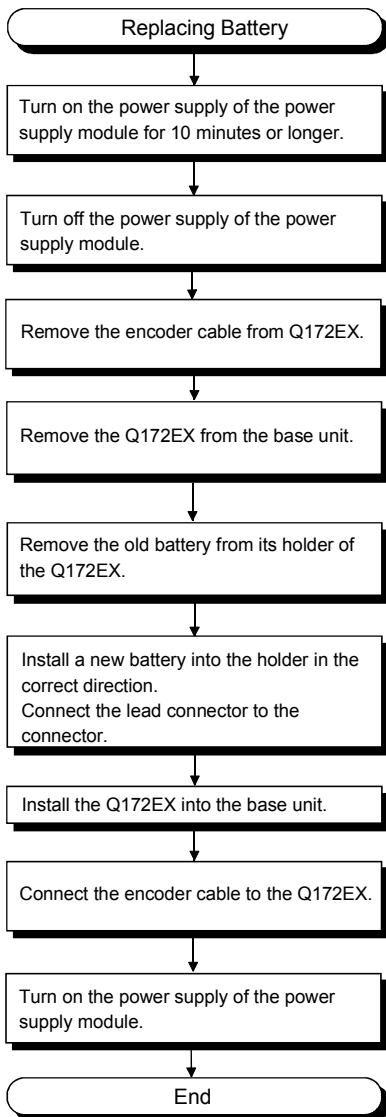 Replacing Battery
Turn on the power supply of the power
supply module for 10 minutes or longer.
Turn off the power supply of the power
supply module.
Remove the encoder cable from Q172EX.
Remove the Q172EX from the base unit.
Remove the old battery from its holder of
the Q172EX.
Install a new battery into the holder in the
correct direction.
Connect the lead connector to the
connector.
Install the Q172EX into the base unit.
Connect the encoder cable to the Q172EX.
Turn on the power supply of the power
supply module.
End